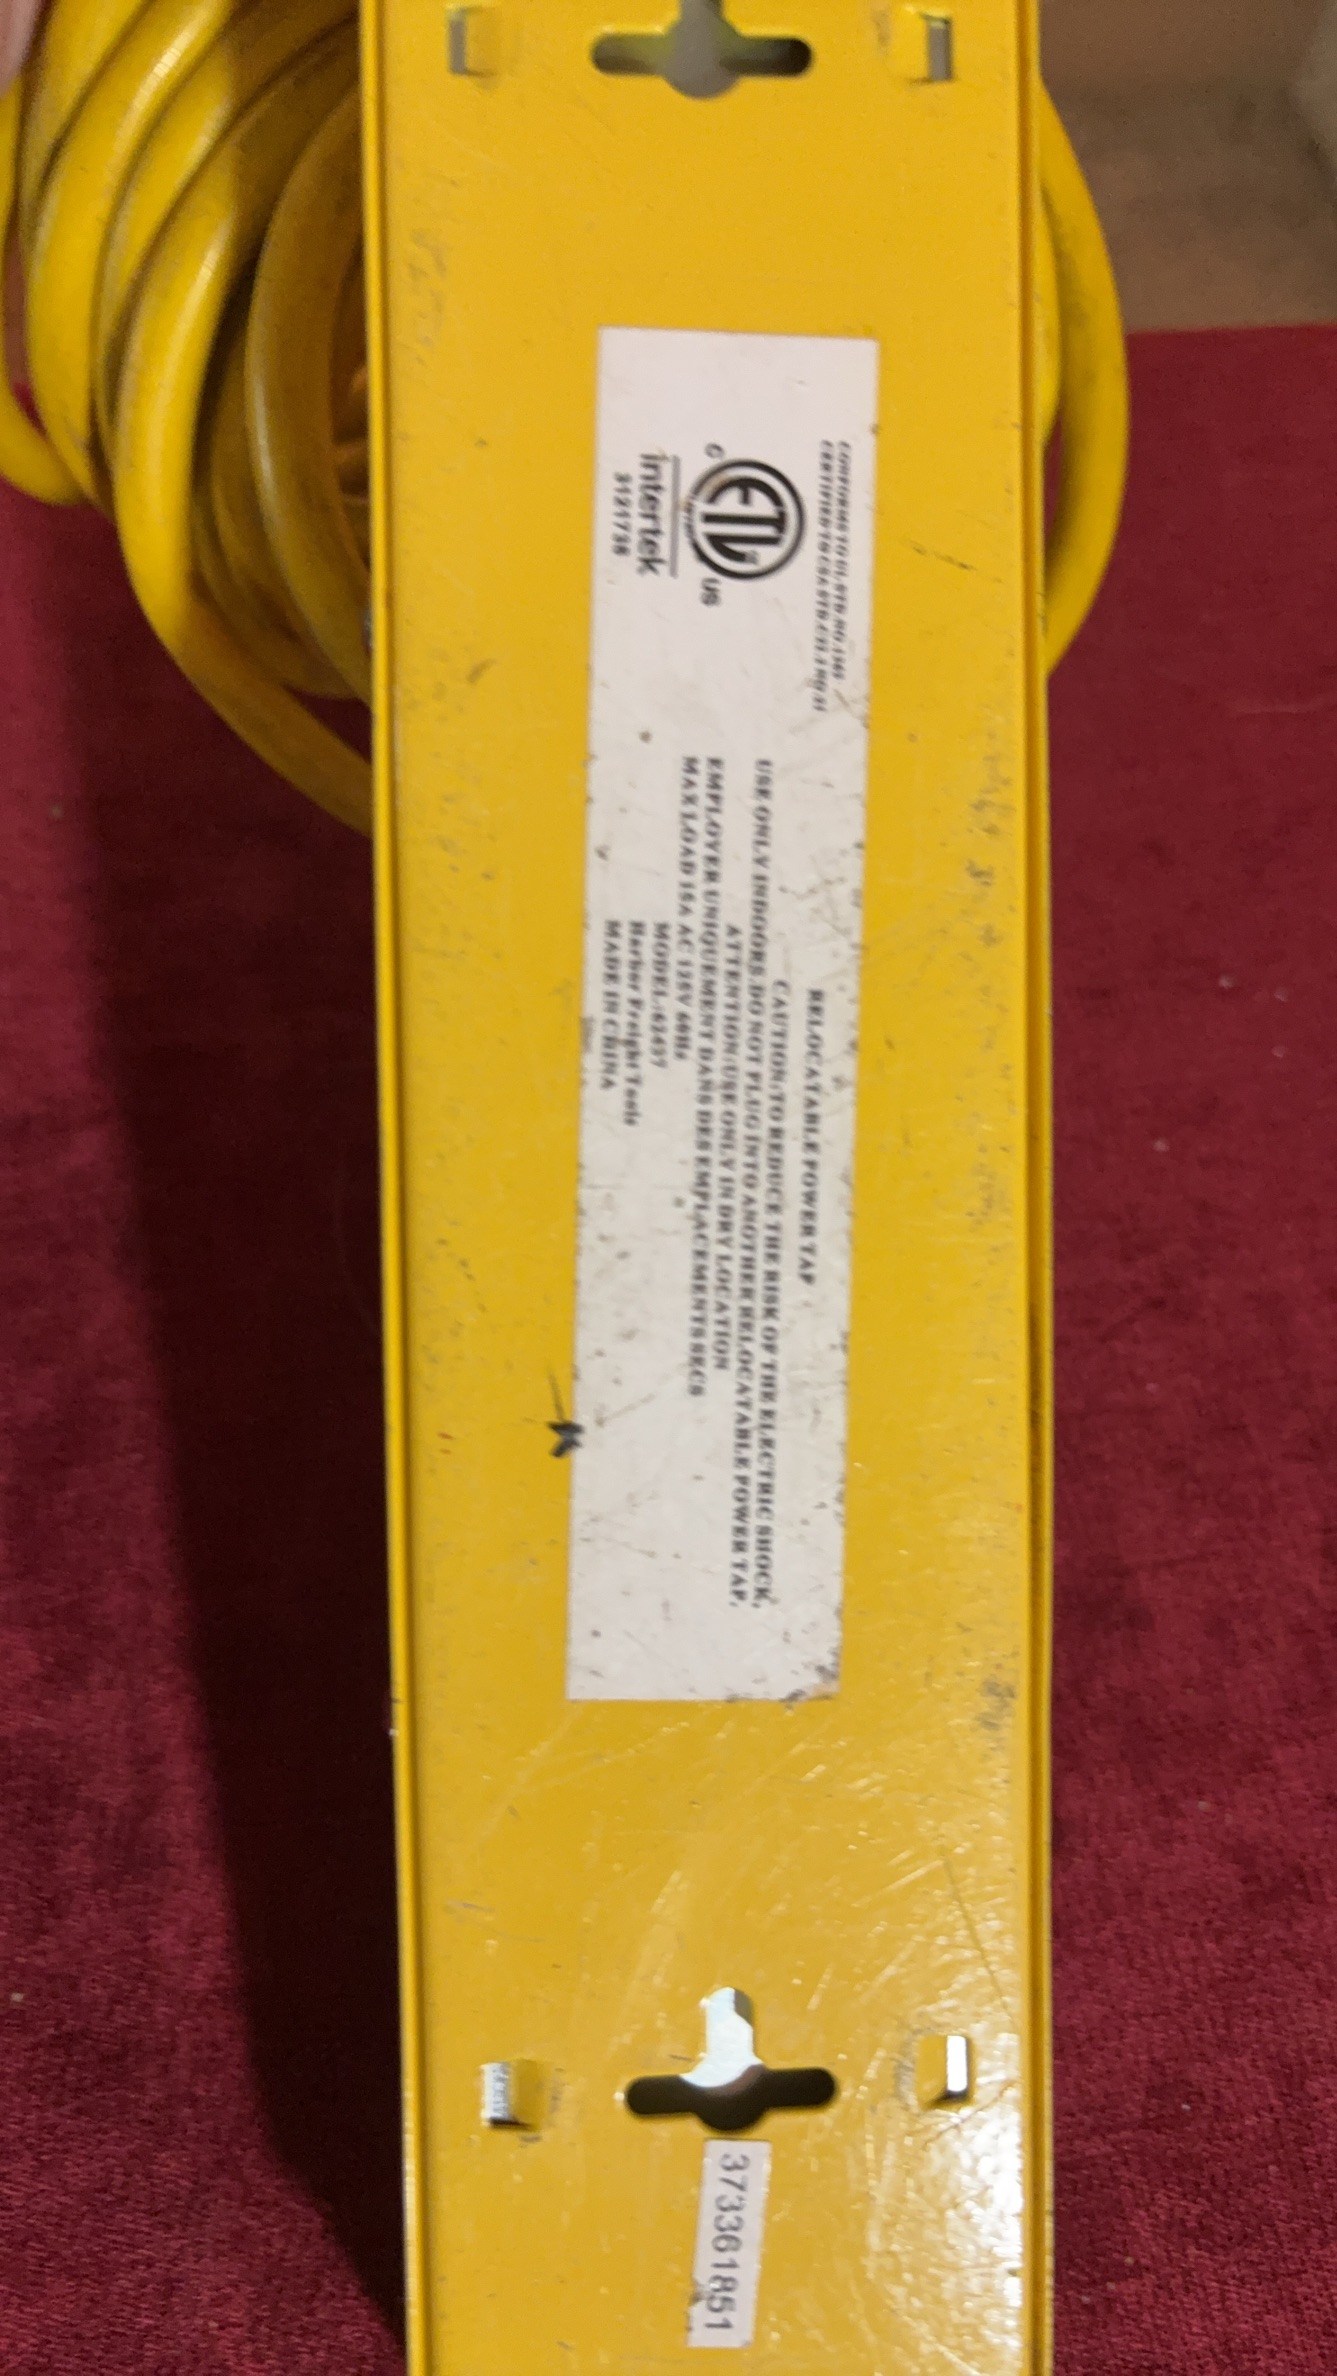 CONFORMS TO UL STD. NO. 1363
CERTIFIED TO CSA STD. C22.2 NO. 21
C ETL US
Intertek
3121736
RELOCATABLE POWER TAP
CAUTION:TO REDUCE THE RISK OF THE ELECTRIC SHOCK,
USE ONLY INDOORS.DO NOT PLUG INTO ANOTHER RELOCATABLE POWER TAP,
ATTENTION:USE ONLY IN DRY LOCATION
EMPLOYER UNIQUEMENT DANS DES EMPLACEMENTS SECS
MAX LOAD 15A AC 125V 60Hz
MODEL:62497
Harbor Freight Tools
MADE IN CHINA
373361851